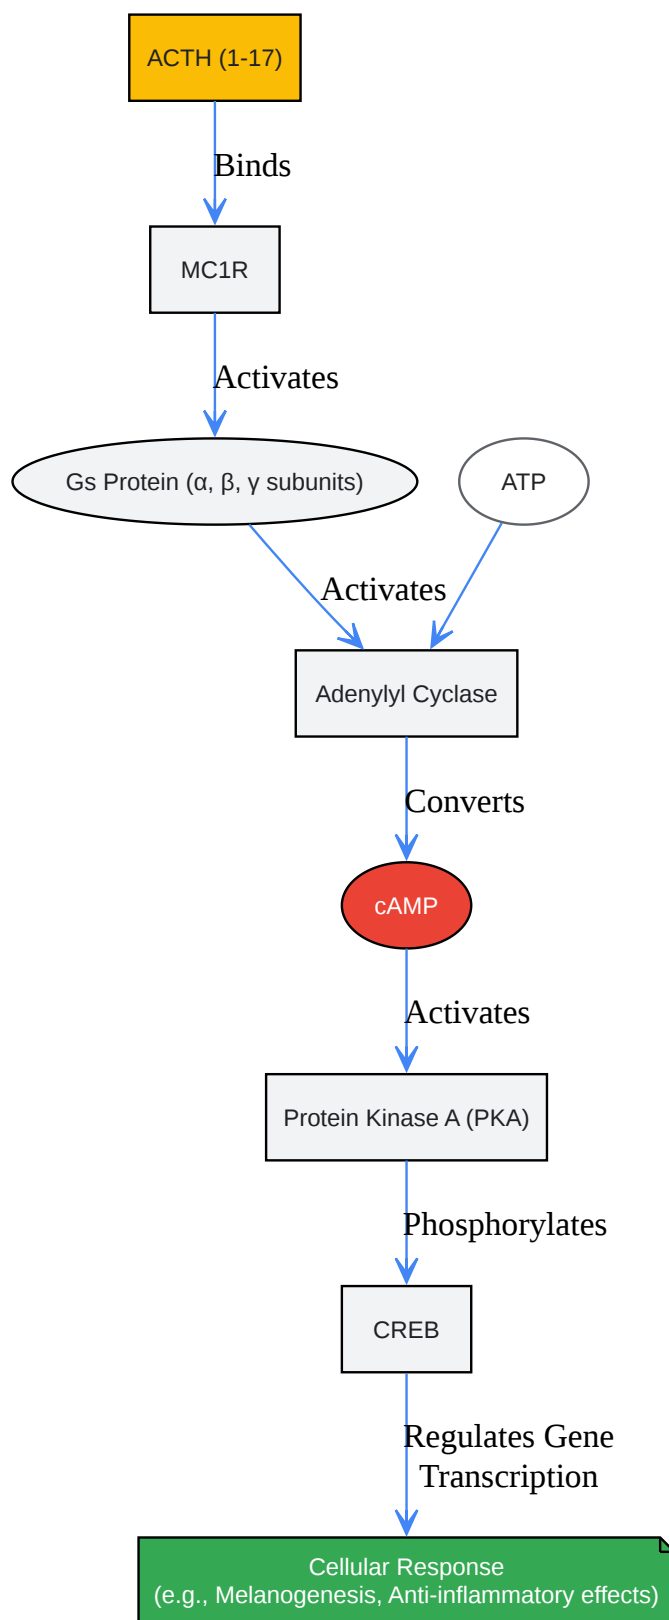 ACTH (1-17)
Binds
MC1R
Activates
Gs Protein (α, β, γ subunits)
ATP
Activates
Adenylyl Cyclase
Converts
cAMP
Activates
Protein Kinase A (PKA)
Phosphorylates
CREB
Regulates Gene
Transcription
Cellular Response
(e.g., Melanogenesis, Anti-inflammatory effects)